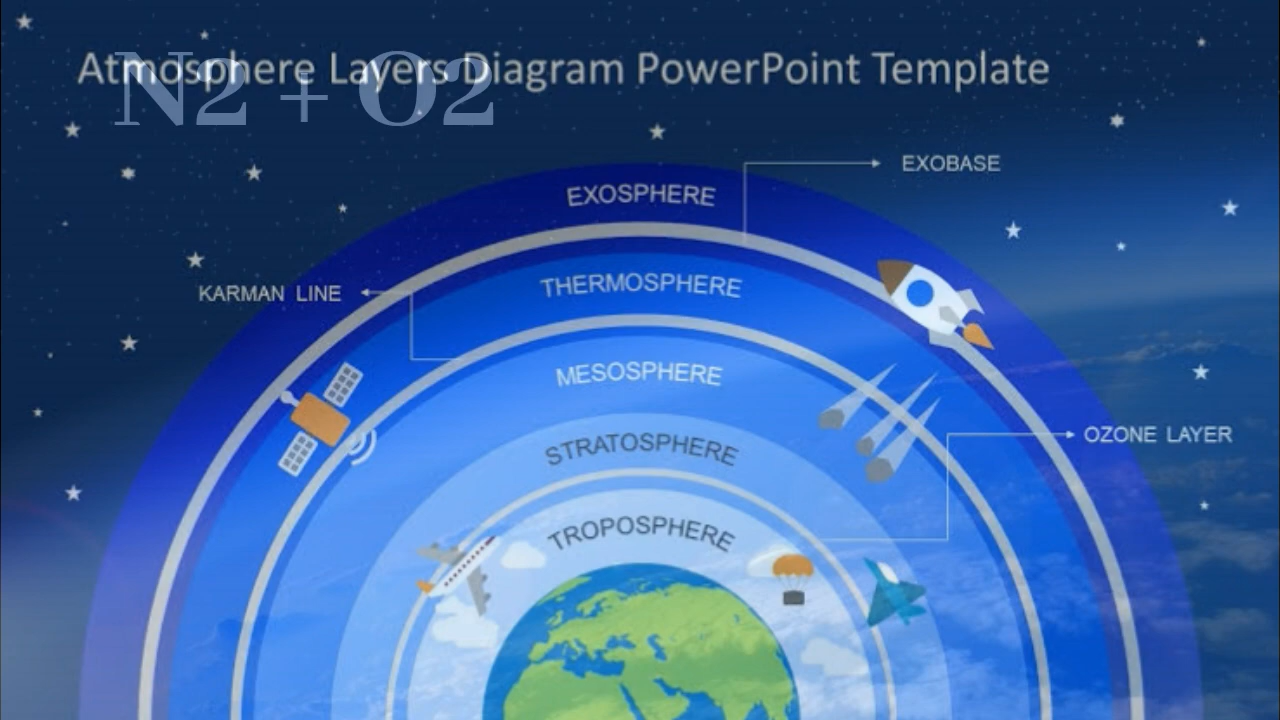 Atmosphere Layers Diagram PowerPoint Template
N2 + O2
EXOBASE
EXOSPHERE
THERMOSPHERE
KARMAN LINE
MESOSPHERE
OZONE LAYER
STRATOSPHERE
TROPOSPHERE